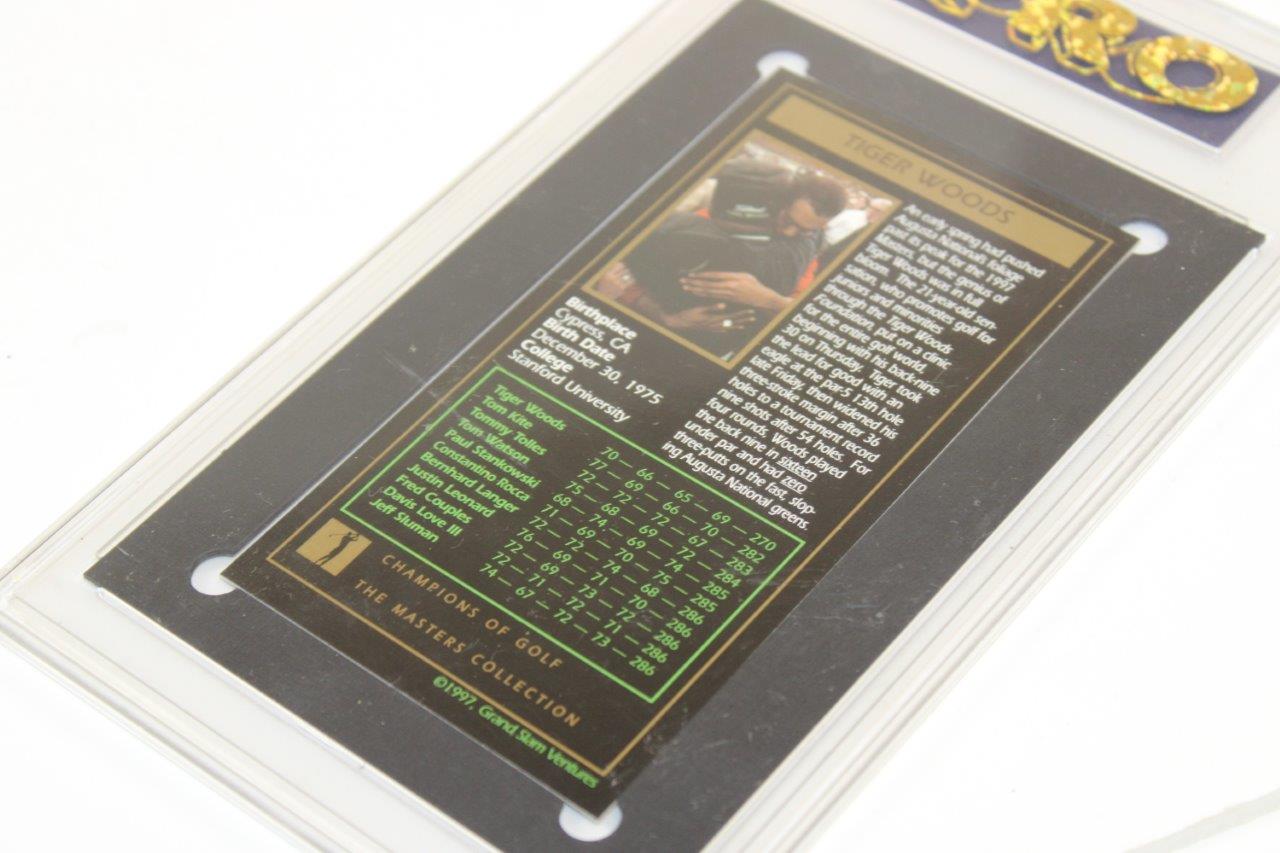 TIGER WOODS
An early spring had pushed
Augusta National's foliage
past its peak for the 1997
Masters, but the genius of
Tiger Woods was in full
bloom. The 21-year-old sen-
sation, who promotes golf for
juniors and minorities
through the Tiger Woods
Foundation, put on a clinic
for the entire golf world,
beginning with his back-nine
30 on Thursday. Tiger took
the lead for good with an
eagle at the par-5 13th hole
late Friday, then widened his
three-stroke margin after 36
holes to a tournament record
nine shots after 54 holes. For
four rounds, Woods played
the back nine in sixteen
under par and had zero
three-putts on the fast, slop-
ing Augusta National greens.
Birthplace
Cypress, CA
Birth Date
December 30, 1975
College
Stanford University
Tiger Woods 70 — 66 — 65 — 69 — 270
Tom Kite 77 — 69 — 66 — 70 — 282
Tommy Tolles 72 — 72 — 72 — 67 — 283
Tom Watson 75 — 68 — 69 — 72 — 284
Paul Stankowski 68 — 74 — 69 — 74 — 285
Constantino Rocca 71 — 69 — 70 — 75 — 285
Bernhard Langer 72 — 72 — 74 — 68 — 286
Justin Leonard 76 — 69 — 71 — 70 — 286
Fred Couples 72 — 69 — 73 — 72 — 286
Davis Love III 72 — 71 — 72 — 71 — 286
Jeff Sluman 74 — 67 — 72 — 73 — 286
CHAMPIONS OF GOLF
THE MASTERS COLLECTION
©1997, Grand Slam Ventures